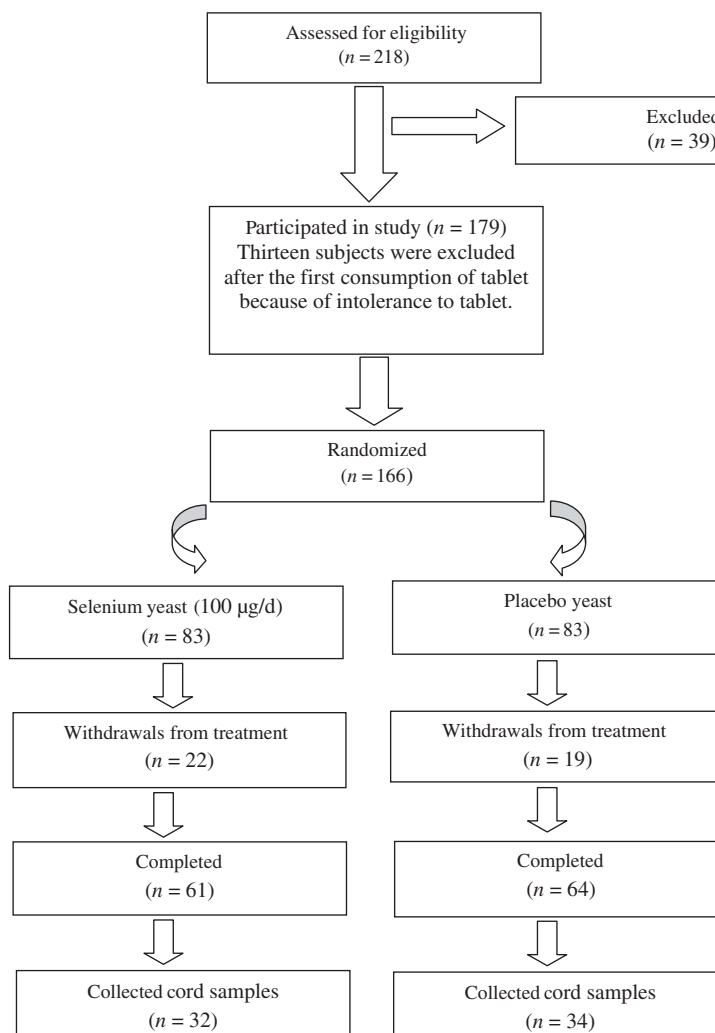 Assessed for eligibility
(n = 218)
Excluded
(n = 39)
Participated in study (n = 179)
Thirteen subjects were excluded
after the first consumption of tablet
because of intolerance to tablet.
Randomized
(n = 166)
Selenium yeast (100 µg/d)
(n = 83)
Placebo yeast
(n = 83)
Withdrawals from treatment
(n = 22)
Withdrawals from treatment
(n = 19)
Completed
(n = 61)
Completed
(n = 64)
Collected cord samples
(n = 32)
Collected cord samples
(n = 34)